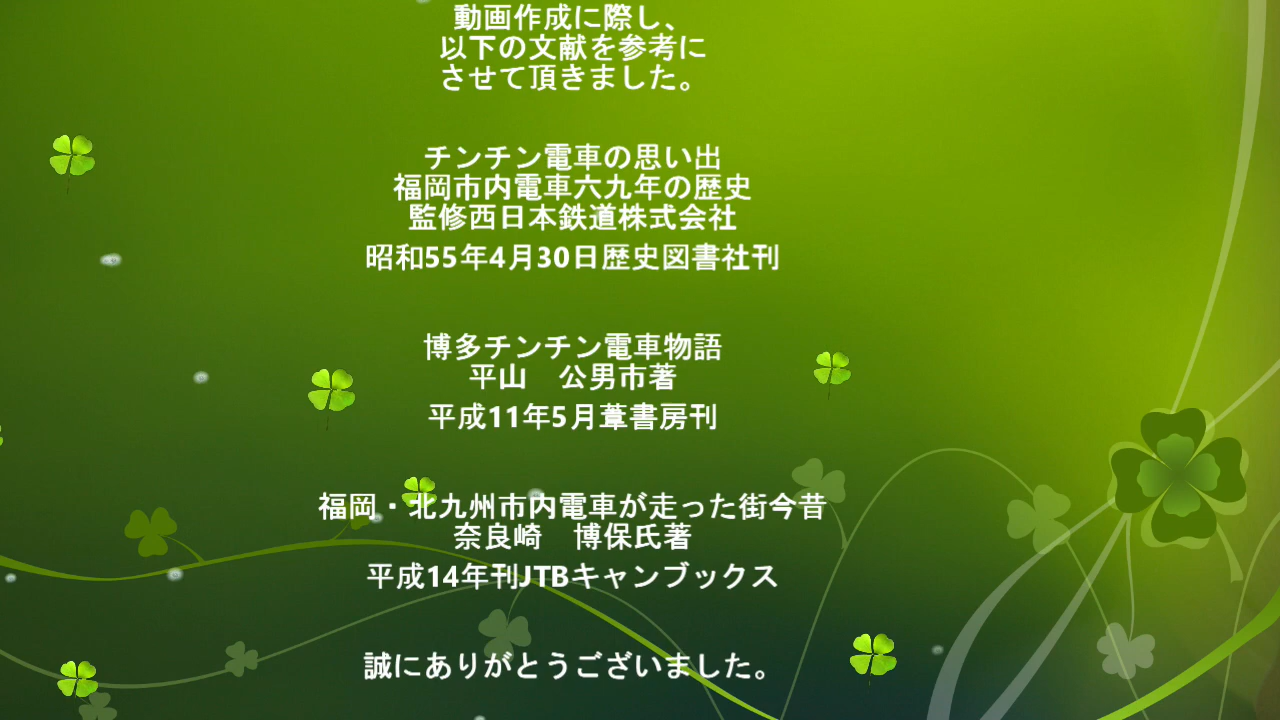 動画作成に際し、
以下の文献を参考に
させて頂きました。
チンチン電車の思い出
福岡市内電車六九年の歴史
監修西日本鉄道株式会社
昭和55年4月30日歴史図書社刊
博多チンチン電車物語
平山　公男市著
平成11年5月葦書房刊
福岡・北九州市内電車が走った街今昔
奈良崎　博保氏著
平成14年刊JTBキャンブックス
誠にありがとうございました。